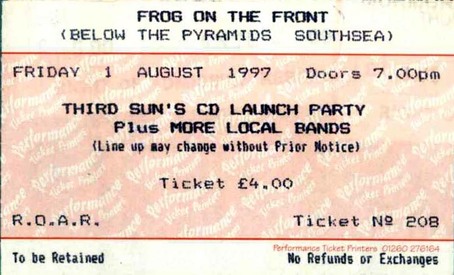 FROG ON THE FRONT
(BELOW THE PYRAMIDS SOUTHSEA)
FRIDAY 1 AUGUST 1997 Doors 7.00pm
THIRD SUN'S CD LAUNCH PARTY
Plus MORE LOCAL BANDS
(Line up may change without Prior Notice)
Ticket £4.00
R.O.A.R. Ticket Nº 208
Performance Ticket Printers 01260 276164
To be Retained No Refunds or Exchanges